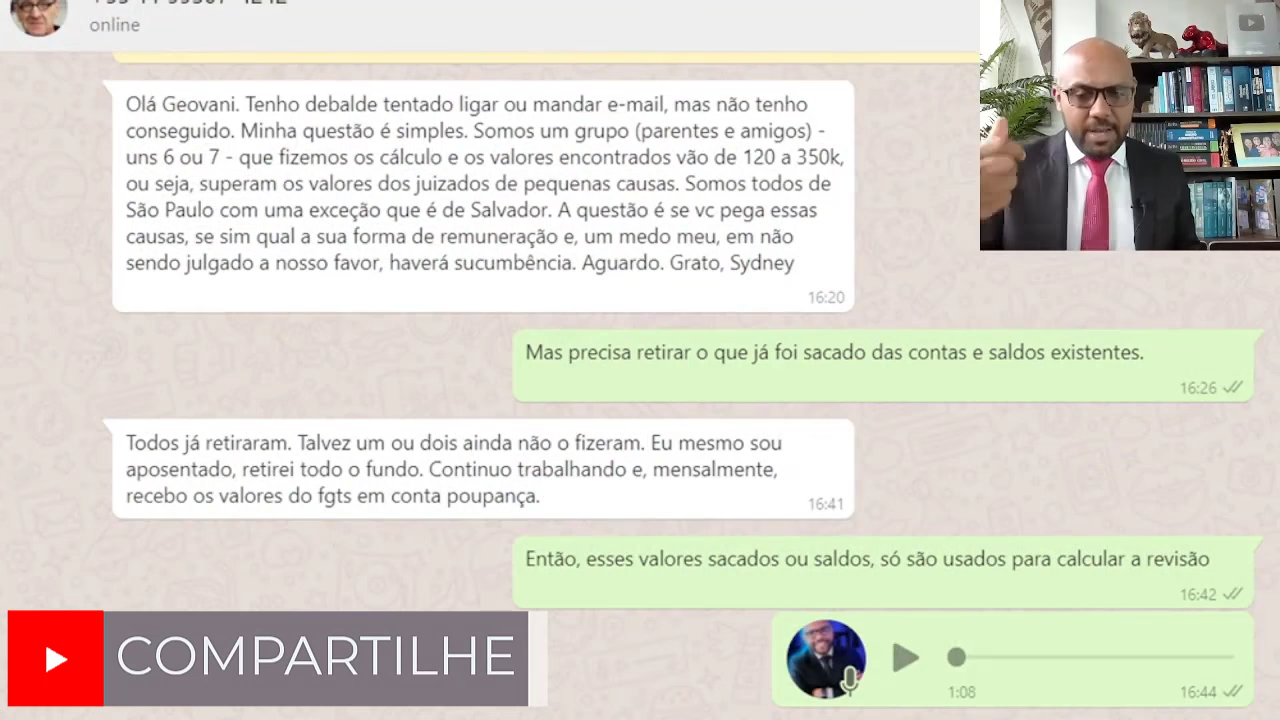 online
Olá Geovani. Tenho debalde tentado ligar ou mandar e-mail, mas não tenho
conseguido. Minha questão é simples. Somos um grupo (parentes e amigos) -
uns 6 ou 7 - que fizemos os cálculo e os valores encontrados vão de 120 a 350k,
ou seja, superam os valores dos juizados de pequenas causas. Somos todos de
São Paulo com uma exceção que é de Salvador. A questão é se vc pega essas
causas, se sim qual a sua forma de remuneração e, um medo meu, em não
sendo julgado a nosso favor, haverá sucumbência. Aguardo. Grato, Sydney
16:20
Mas precisa retirar o que já foi sacado das contas e saldos existentes.
16:26
Todos já retiraram. Talvez um ou dois ainda não o fizeram. Eu mesmo sou
aposentado, retirei todo o fundo. Continuo trabalhando e, mensalmente,
recebo os valores do fgts em conta poupança.
16:41
Então, esses valores sacados ou saldos, só são usados para calcular a revisão
16:42
COMPARTILHE
1:08
16:44